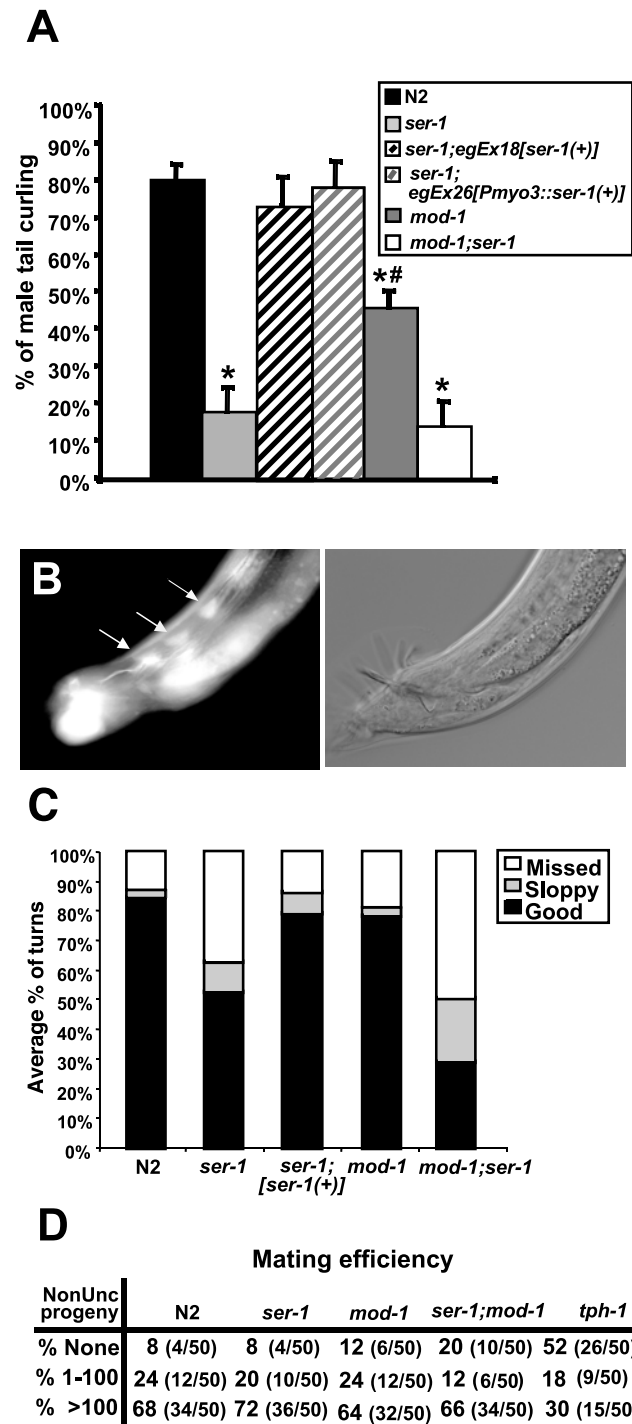 A
N2
ser-1
ser-1;egEx18[ser-1(+)]
ser-1;
egEx26[Pmyo3::ser-1(+)]
mod-1
mod-1;ser-1
% of male tail curling
100%
90%
80%
70%
60%
50%
40%
30%
20%
10%
0%
*
*#
*
B
C
Missed
Sloppy
Good
Average % of turns
100%
90%
80%
70%
60%
50%
40%
30%
20%
10%
0%
N2 ser-1 ser-1; mod-1 mod-1;ser-1
[ser-1(+)]
D
Mating efficiency
NonUnc
progeny N2 ser-1 mod-1 ser-1;mod-1 tph-1
% None 8 (4/50) 8 (4/50) 12 (6/50) 20 (10/50) 52 (26/50)
% 1-100 24 (12/50) 20 (10/50) 24 (12/50) 12 (6/50) 18 (9/50)
% >100 68 (34/50) 72 (36/50) 64 (32/50) 66 (34/50) 30 (15/50)